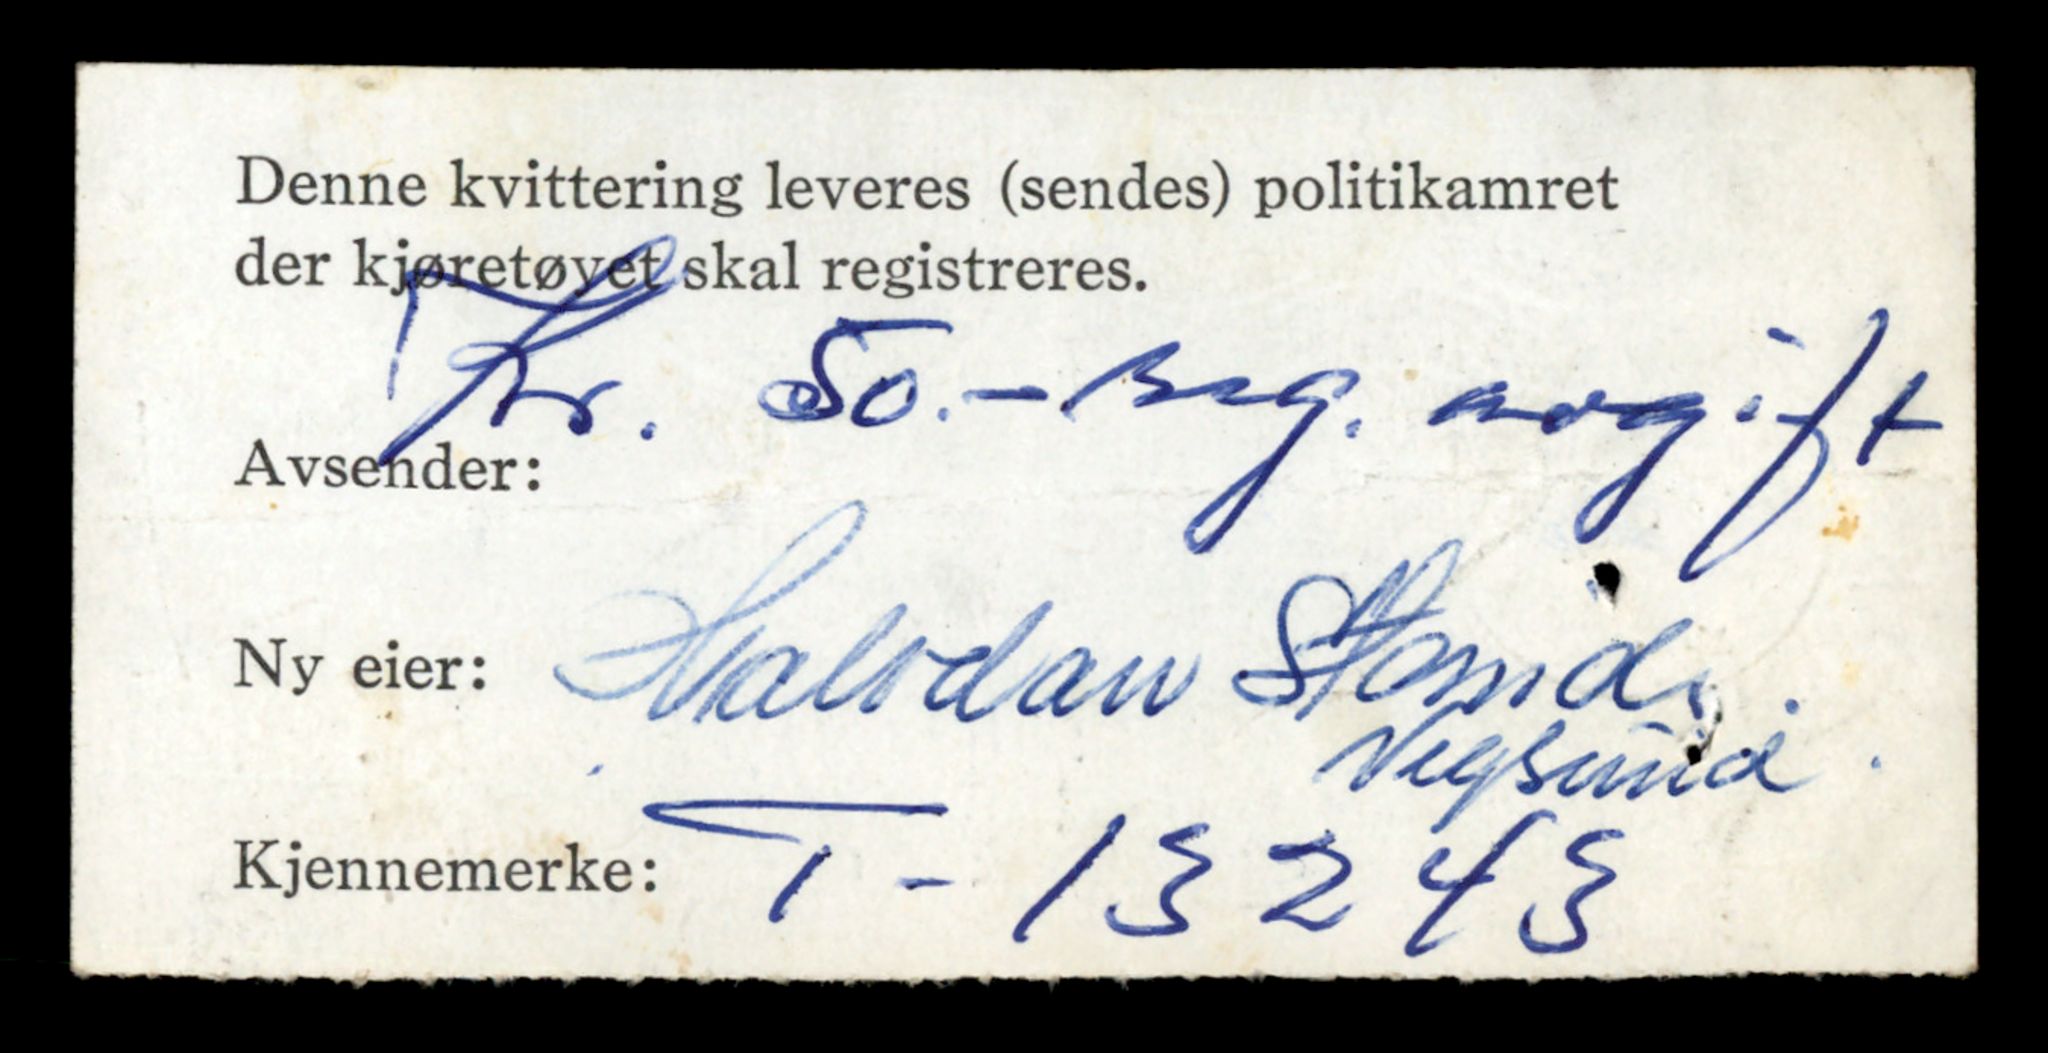 Denne kvittering leveres (sendes) politikamret
der kjøretøyet skal registreres.
Kr. 50.- reg. avgift
Avsender:
Ny eier: Halvdan
Vegsund.
Kjennemerke: T-13243